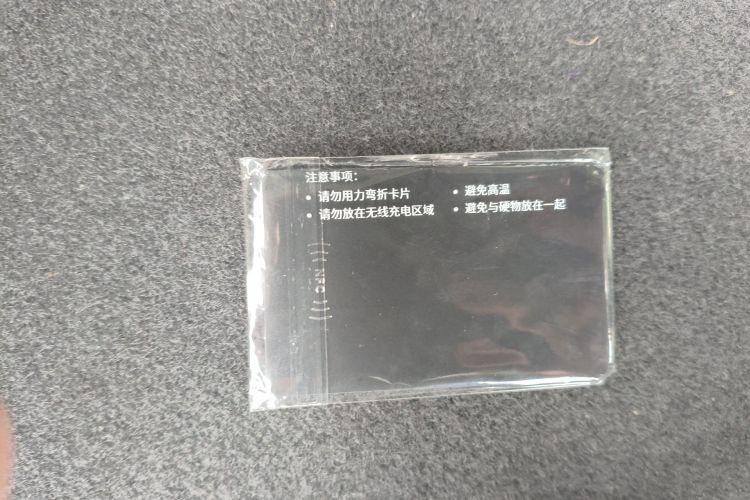 注意事项：
• 请勿用力弯折卡片
• 请勿放在无线充电区域
• 避免高温
• 避免与硬物放在一起
NFC